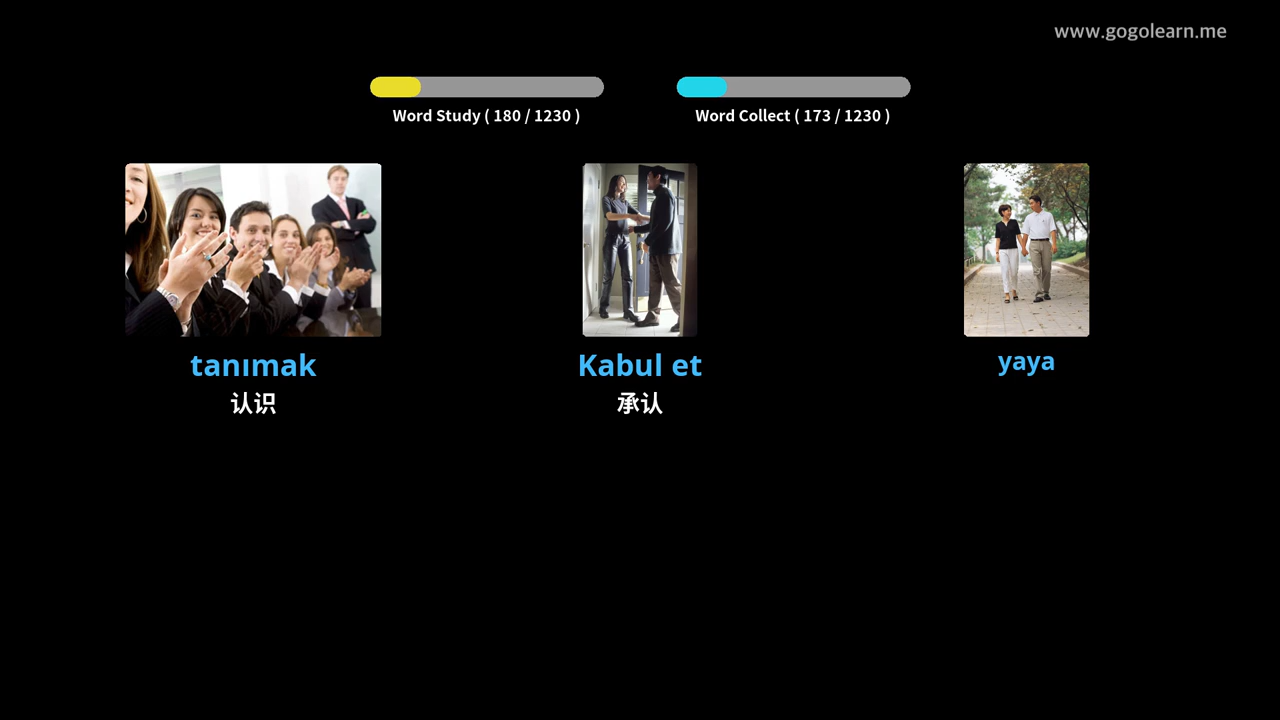 www.gogolearn.me
Word Study ( 180 / 1230 )
Word Collect ( 173 / 1230 )
tanımak
认识
Kabul et
承认
yaya